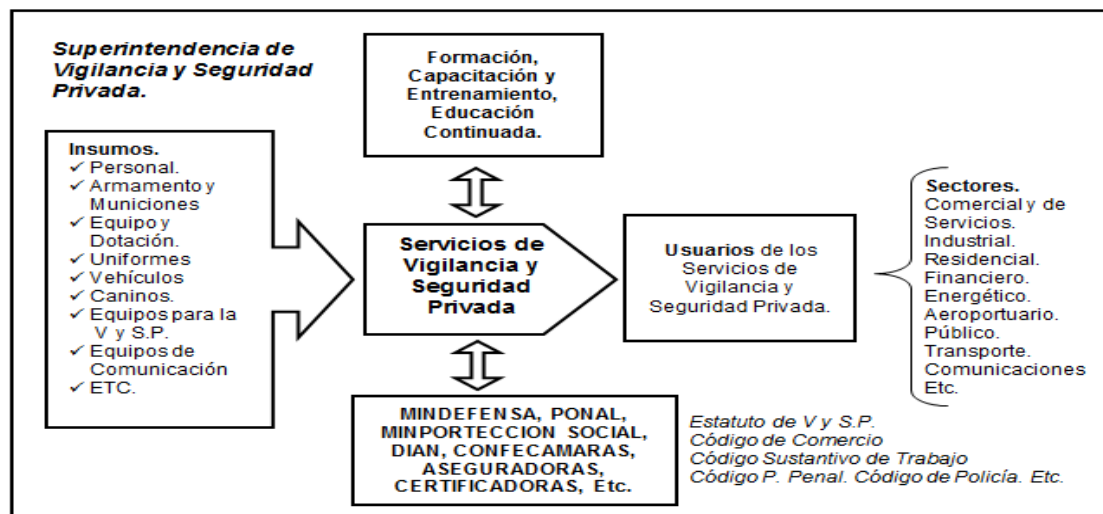 Superintendencia de
Vigilancia y Seguridad
Privada.
Formación,
Capacitación y
Entrenamiento,
Educación
Continuada.
Insumos.
✓ Personal.
✓ Armamento y
Municiones
✓ Equipo y
Dotación.
✓ Uniformes
✓ Vehículos
✓ Caninos.
✓ Equipos para la
V y S.P.
✓ Equipos de
Comunicación
✓ ETC.
Servicios de
Vigilancia y
Seguridad
Privada
Usuarios de los
Servicios de
Vigilancia y
Seguridad Privada.
Sectores.
Comercial y de
Servicios.
Industrial.
Residencial.
Financiero.
Energético.
Aeroportuario.
Público.
Transporte.
Comunicaciones
Etc.
MINDEFENSA, PONAL,
MINPORTECCION SOCIAL,
DIAN, CONFECAMARAS,
ASEGURADORAS,
CERTIFICADORAS, Etc.
Estatuto de V y S.P.
Código de Comercio
Código Sustantivo de Trabajo
Código P. Penal. Código de Policía. Etc.